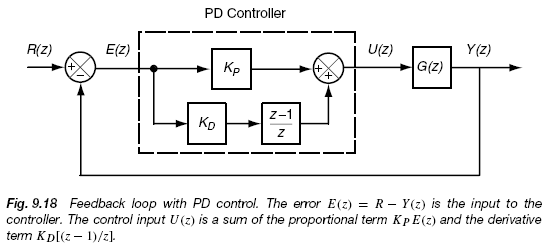 PD Controller
R(z)
E(z)
U(z)
Y(z)
+
−
K_P
+
+
G(z)
K_D
z−1
z
Fig. 9.18 Feedback loop with PD control. The error E(z) = R − Y(z) is the input to the
controller. The control input U(z) is a sum of the proportional term K_P E(z) and the derivative
term K_D[(z − 1)/z].